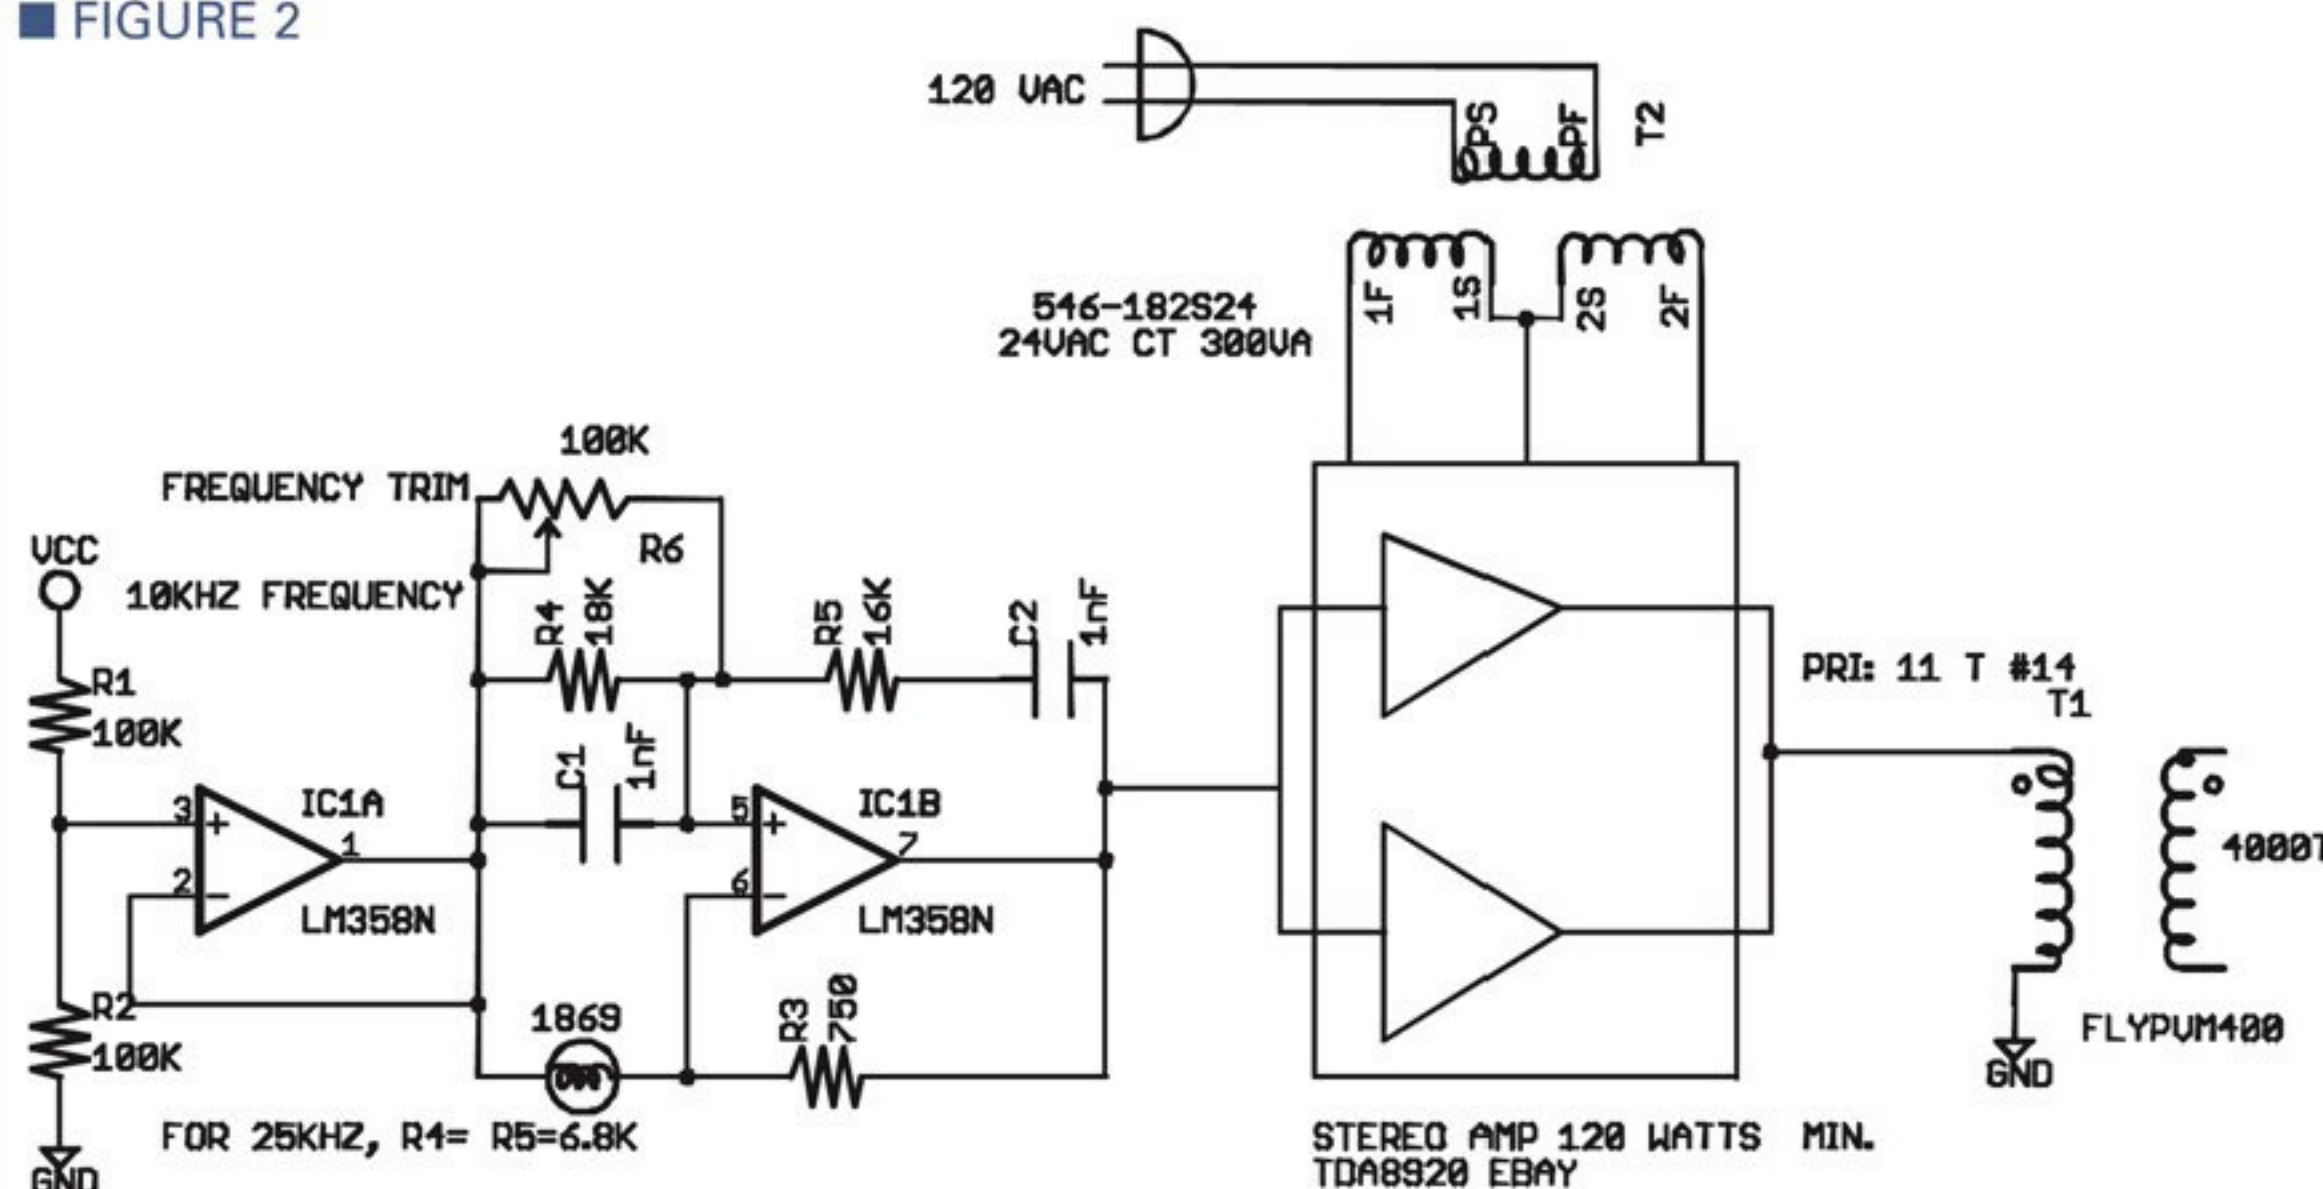 FIGURE 2
120 VAC
PS
PF
T2
1F
1S
2S
2F
546-182S24
24VAC CT 300VA
100K
FREQUENCY TRIM
R6
VCC
10KHZ FREQUENCY
R4
18K
R5
16K
C2
1nF
R1
100K
C1
1nF
3
+
2
-
1
IC1A
LM358N
5
+
6
-
7
IC1B
LM358N
PRI: 11 T #14
T1
4000T
R2
100K
1869
R3
750
FLYPVM400
GND
FOR 25KHZ, R4= R5=6.8K
GND
STEREO AMP 120 WATTS MIN.
TDA8920 EBAY